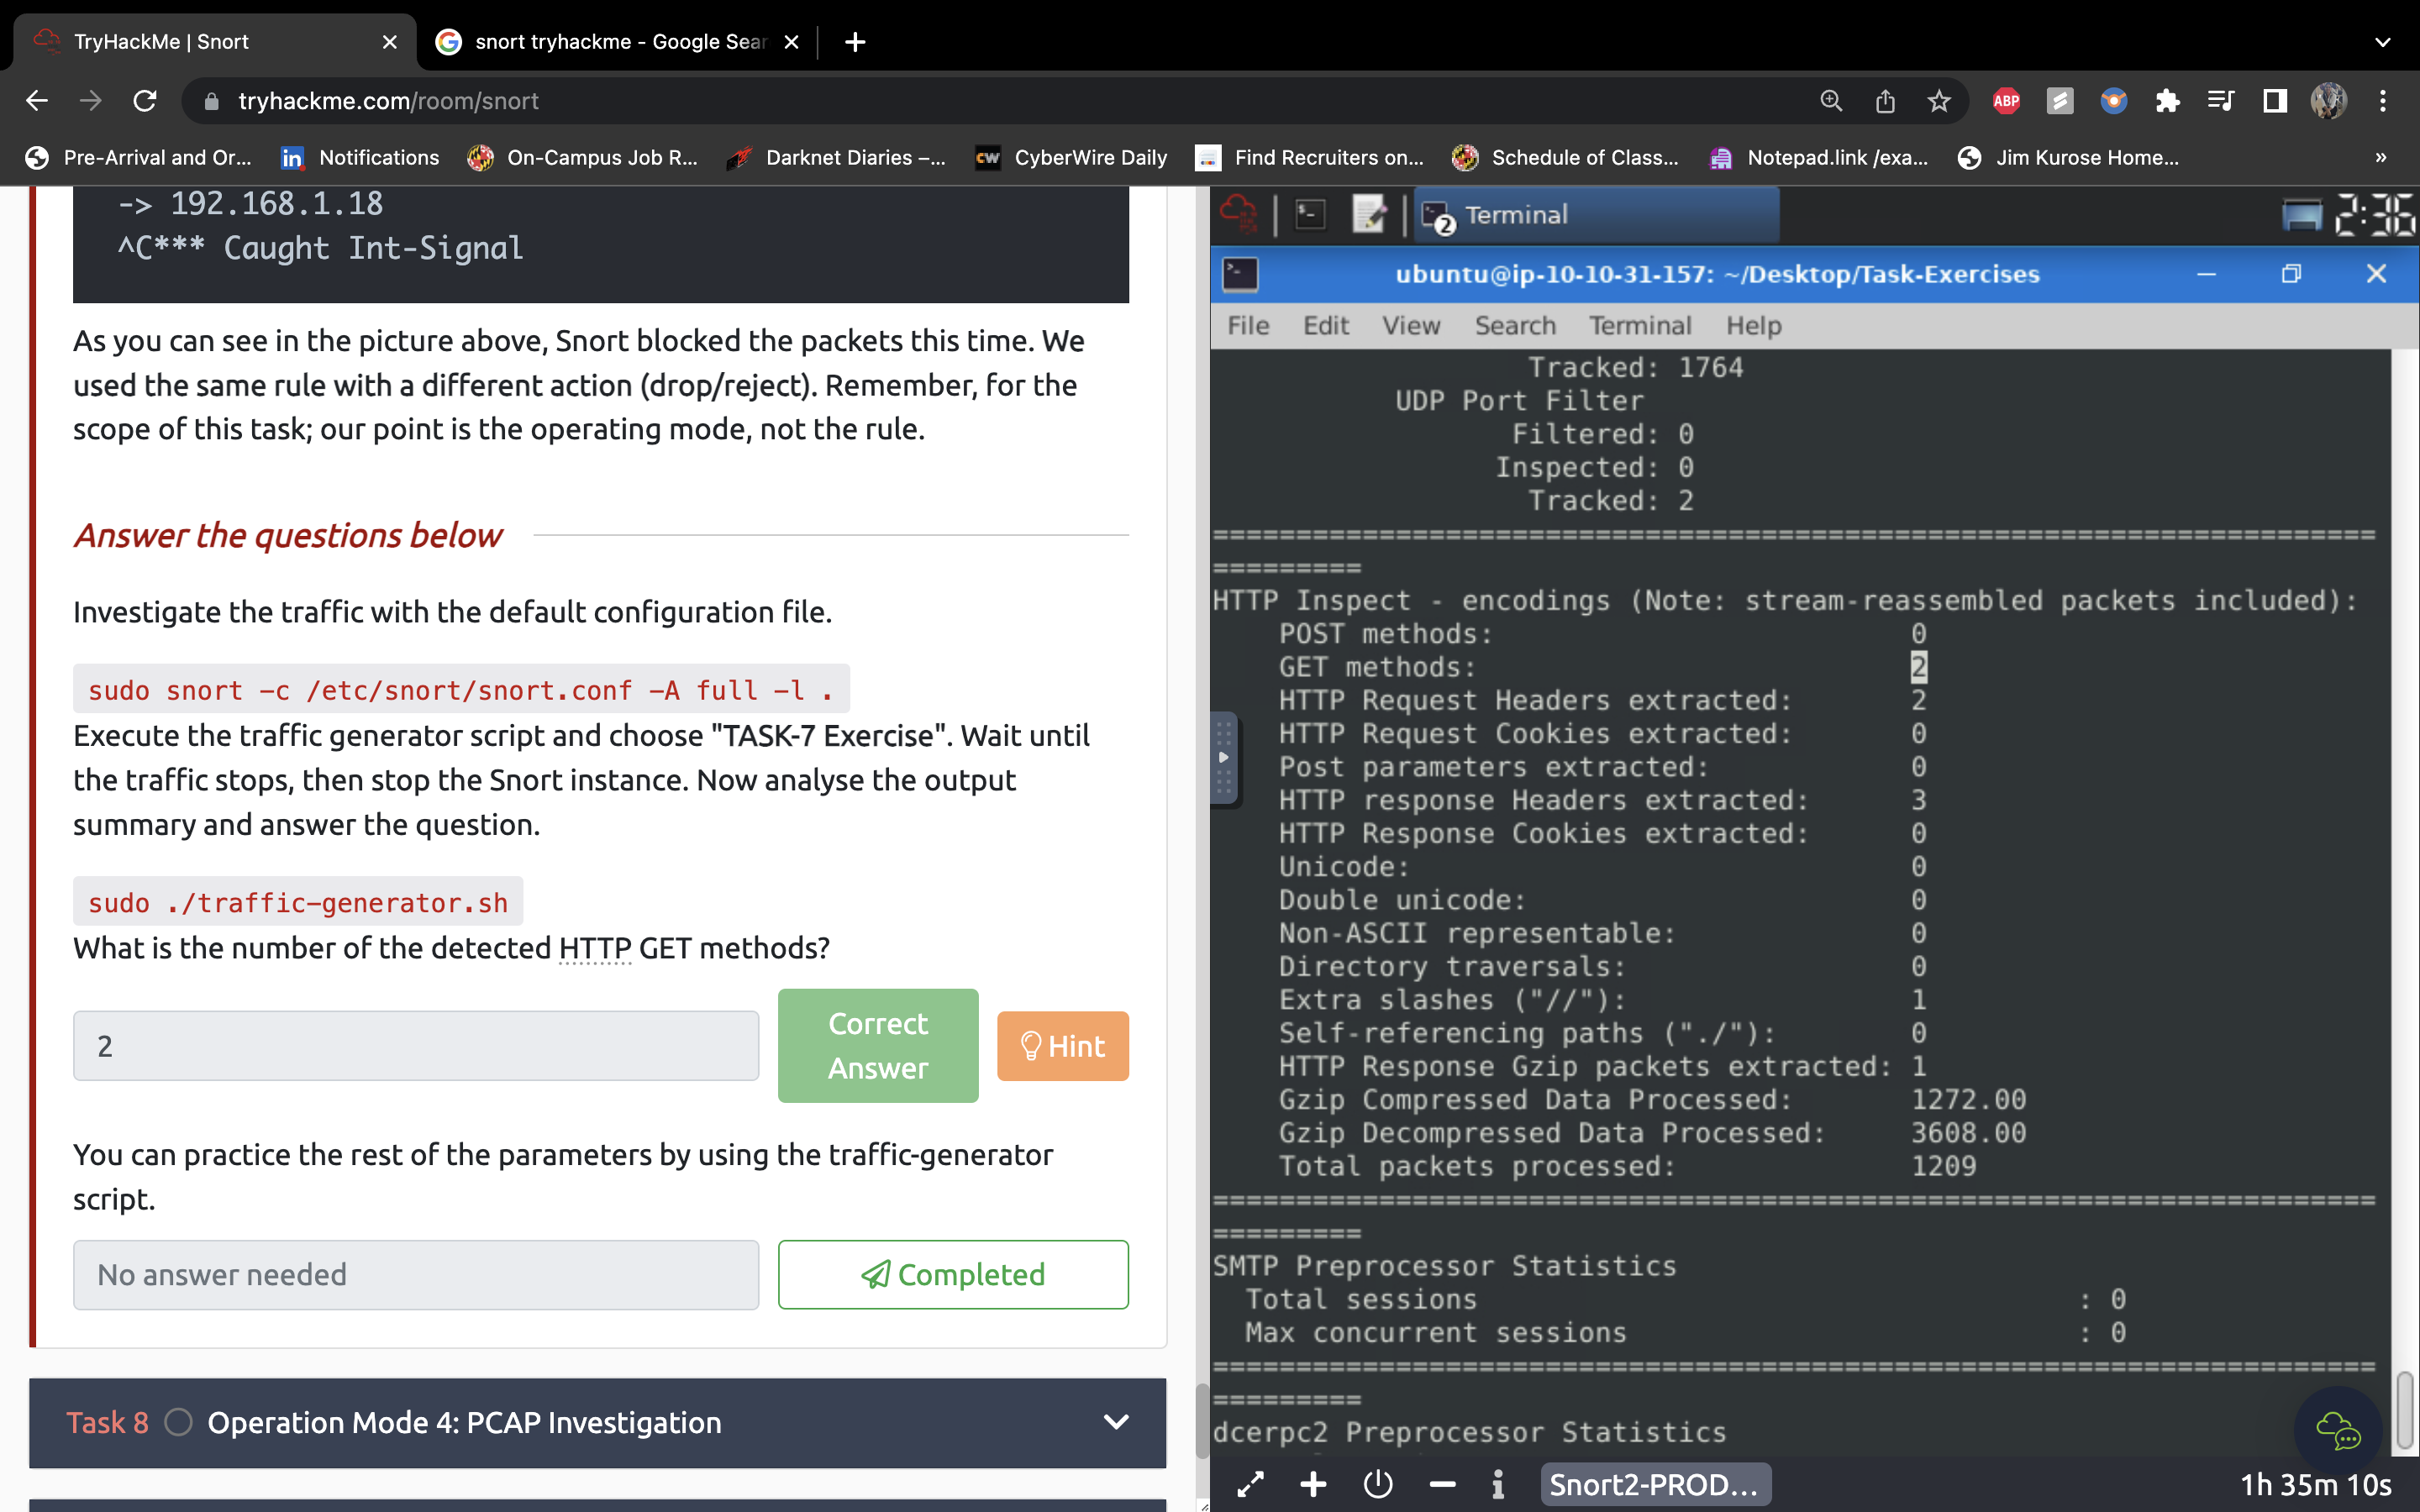 TryHackMe | Snort
snort tryhackme - Google Sear
tryhackme.com/room/snort
ABP
Pre-Arrival and Or...
in
Notifications
On-Campus Job R...
Darknet Diaries –...
CW
CyberWire Daily
Find Recruiters on...
Schedule of Class...
Notepad.link /exa...
Jim Kurose Home...
»
-> 192.168.1.18
^C*** Caught Int-Signal
As you can see in the picture above, Snort blocked the packets this time. We
used the same rule with a different action (drop/reject). Remember, for the
scope of this task; our point is the operating mode, not the rule.
Answer the questions below
Investigate the traffic with the default configuration file.
sudo snort -c /etc/snort/snort.conf -A full -l .
Execute the traffic generator script and choose "TASK-7 Exercise". Wait until
the traffic stops, then stop the Snort instance. Now analyse the output
summary and answer the question.
sudo ./traffic-generator.sh
What is the number of the detected HTTP GET methods?
2
Correct
Answer
Hint
You can practice the rest of the parameters by using the traffic-generator
script.
No answer needed
Completed
Task 8 Operation Mode 4: PCAP Investigation
2 Terminal
2:36
ubuntu@ip-10-10-31-157: ~/Desktop/Task-Exercises
File Edit View Search Terminal Help
Tracked: 1764
UDP Port Filter
Filtered: 0
Inspected: 0
Tracked: 2
======================================================================
=========
HTTP Inspect - encodings (Note: stream-reassembled packets included):
POST methods: 0
GET methods: 2
HTTP Request Headers extracted: 2
HTTP Request Cookies extracted: 0
Post parameters extracted: 0
HTTP response Headers extracted: 3
HTTP Response Cookies extracted: 0
Unicode: 0
Double unicode: 0
Non-ASCII representable: 0
Directory traversals: 0
Extra slashes ("//"): 1
Self-referencing paths ("./"): 0
HTTP Response Gzip packets extracted: 1
Gzip Compressed Data Processed: 1272.00
Gzip Decompressed Data Processed: 3608.00
Total packets processed: 1209
======================================================================
=========
SMTP Preprocessor Statistics
Total sessions : 0
Max concurrent sessions : 0
======================================================================
=========
dcerpc2 Preprocessor Statistics
Snort2-PROD...
1h 35m 10s